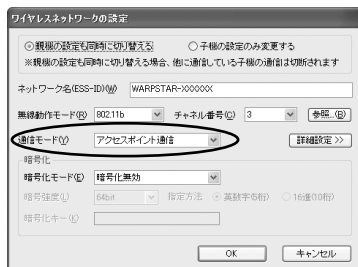 ワイヤレスネットワークの設定
親機の設定も同時に切り替える 子機の設定のみ変更する
※親機の設定も同時に切り替える場合、他に通信している子機の通信は切断されます
ネットワーク名(ESS-ID)(W) WARPSTAR-XXXXXX
無線動作モード(R) 802.11b チャネル番号(C) 3 参照...(B)
通信モード(Y) アクセスポイント通信 詳細設定 >>
暗号化
暗号化モード(E) 暗号化無効
暗号強度(L) 64bit 指定方法 英数字(5桁) 16進(10桁)
暗号化キー(K)
OK キャンセル